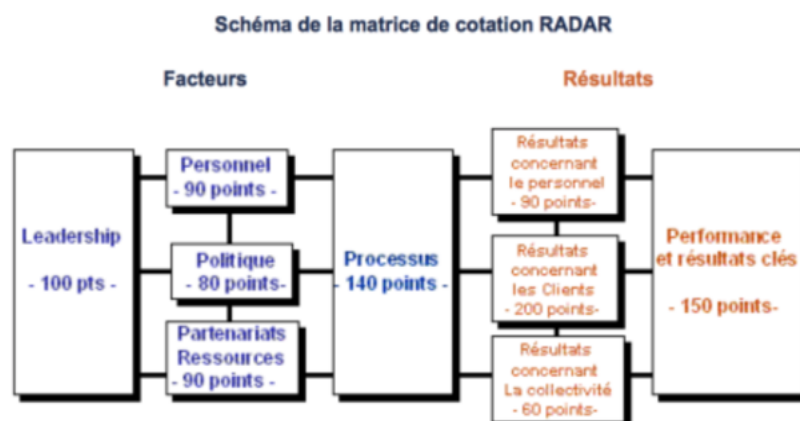 Schéma de la matrice de cotation RADAR
Facteurs
Résultats
Leadership
- 100 pts -
Personnel
- 90 points -
Politique
- 80 points-
Partenariats
Ressources
- 90 points -
Processus
- 140 points -
Résultats
concernant
le personnel
- 90 points-
Résultats
concernant
les Clients
- 200 points-
Résultats
concernant
La collectivité
- 60 points-
Performance
et résultats clés
- 150 points-